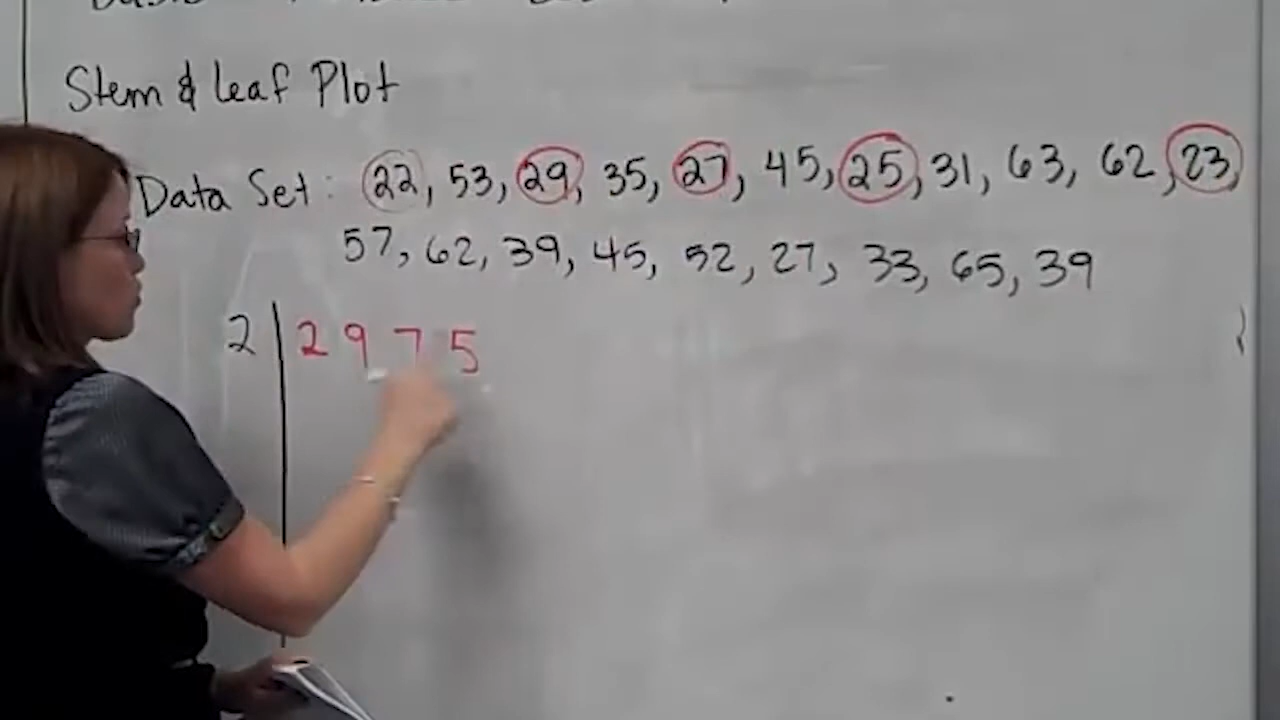 Stem & Leaf Plot
Data Set: 22, 53, 29, 35, 27, 45, 25, 31, 63, 62, 23,
57, 62, 39, 45, 52, 27, 33, 65, 39
2 | 2 9 7 5